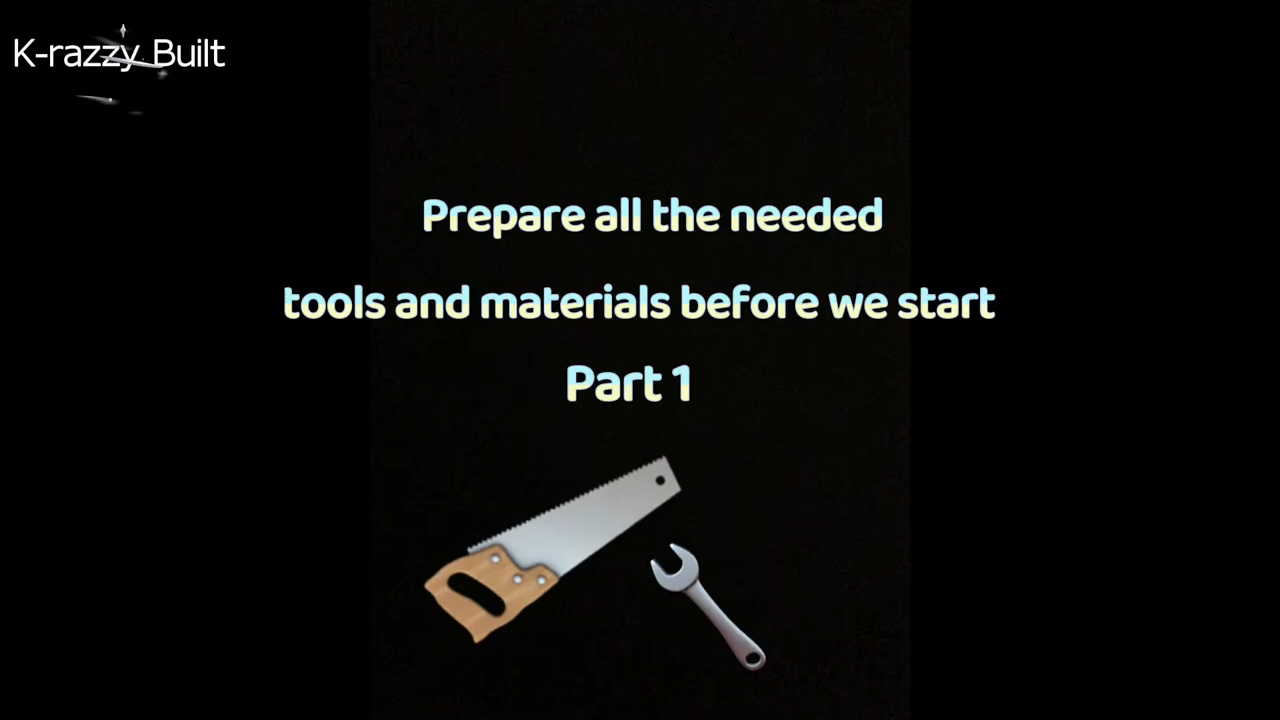 K-razzy Built
Prepare all the needed
tools and materials before we start
Part 1